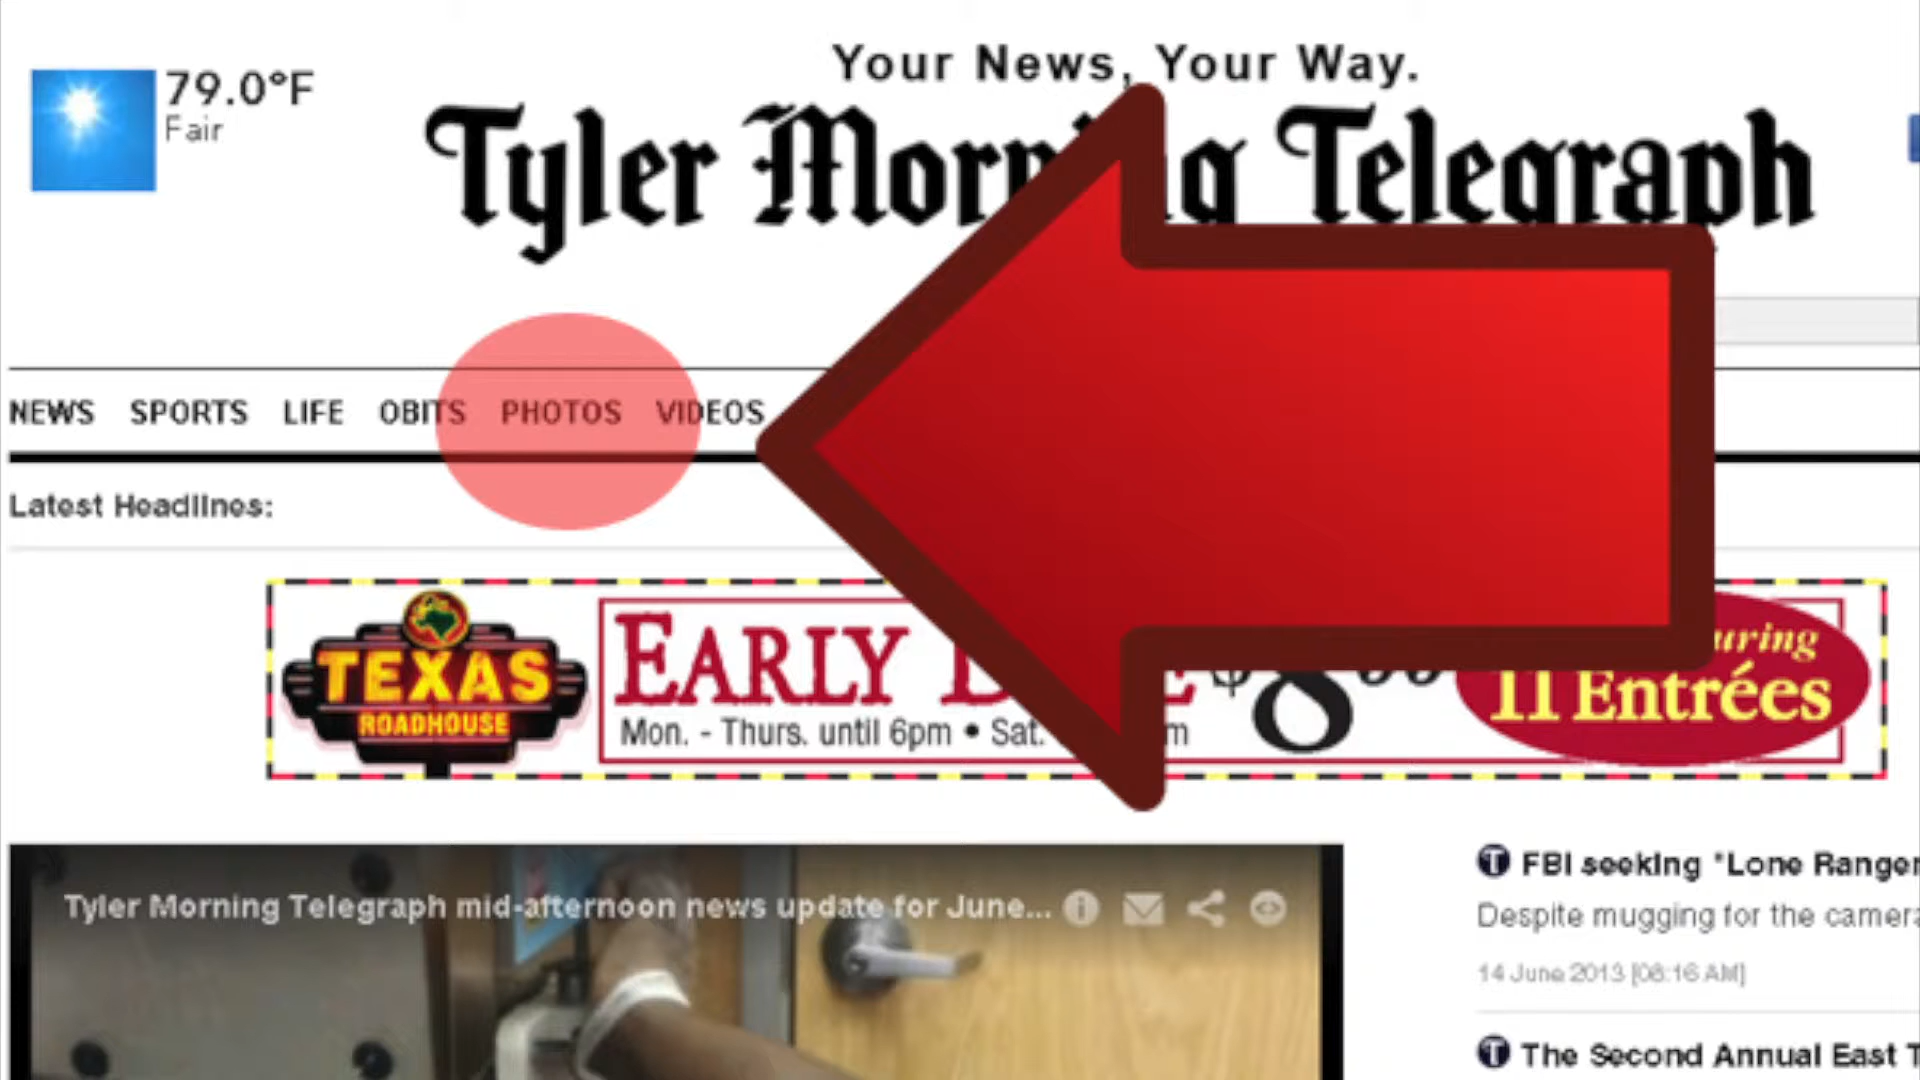 79.0°F
Fair
Your News, Your Way.
Tyler Telegraph
NEWS SPORTS LIFE OBITS PHOTOS VIDEOS
Latest Headlines:
TEXAS
ROADHOUSE
EARLY
Mon. - Thurs. until 6pm • Sat.
$8
11 Entrées
Tyler Morning Telegraph mid-afternoon news update for June...
T FBI seeking "Lone Ranger
Despite mugging for the camera
14 June 2013 [08:16 AM]
T The Second Annual East T